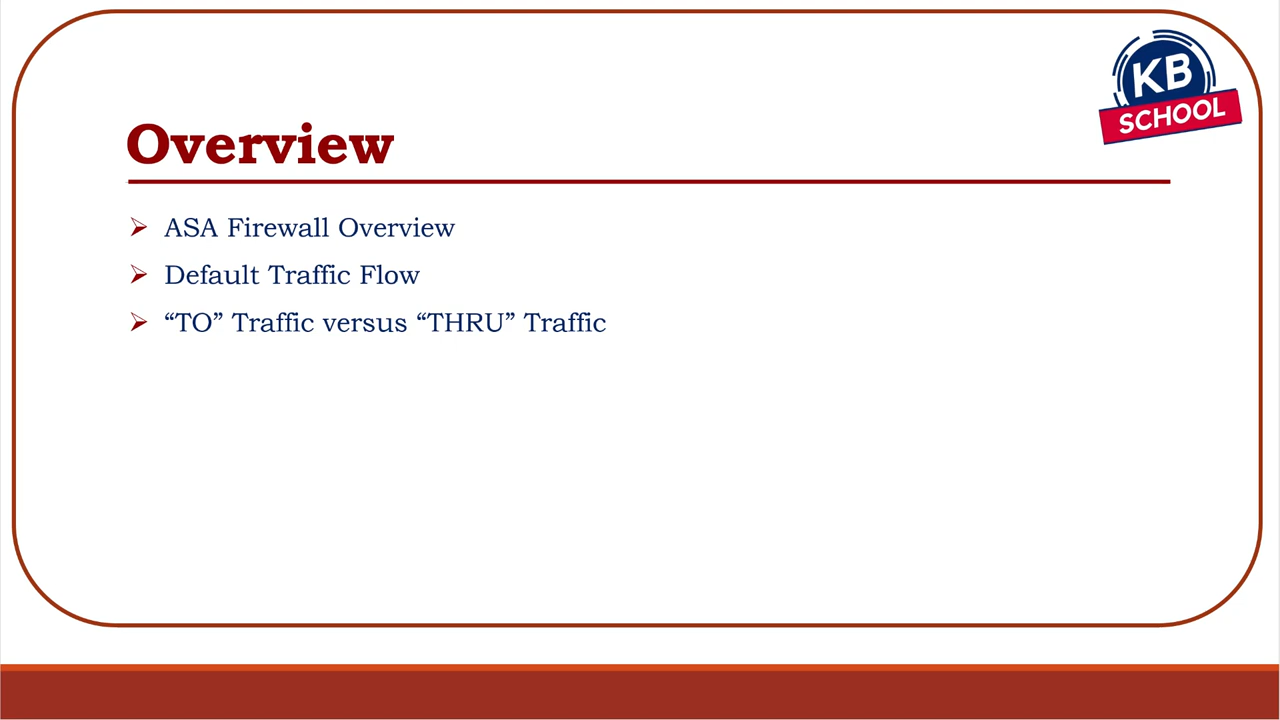 KB
SCHOOL
Overview
ASA Firewall Overview
Default Traffic Flow
“TO” Traffic versus “THRU” Traffic